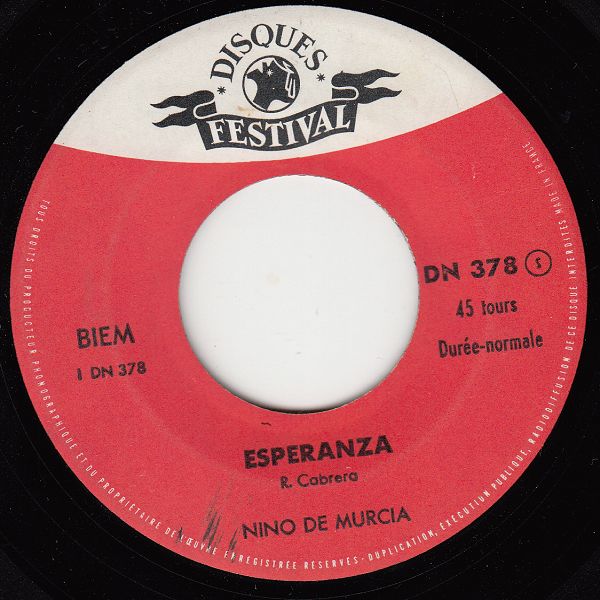 DISQUES
FESTIVAL
DN 378 S
45 tours
Durée-normale
BIEM
1 DN 378
ESPERANZA
R. Cabrera
NINO DE MURCIA
TOUS DROITS DU PRODUCTEUR PHONOGRAPHIQUE ET DU PROPRIÉTAIRE DE L'ŒUVRE ENREGISTRÉE RÉSERVÉS - DUPLICATION, EXECUTIUM PUBLIQUE, RADIODIFFUSION DE CE DISQUE INTERDITES MADE IN FRANCE